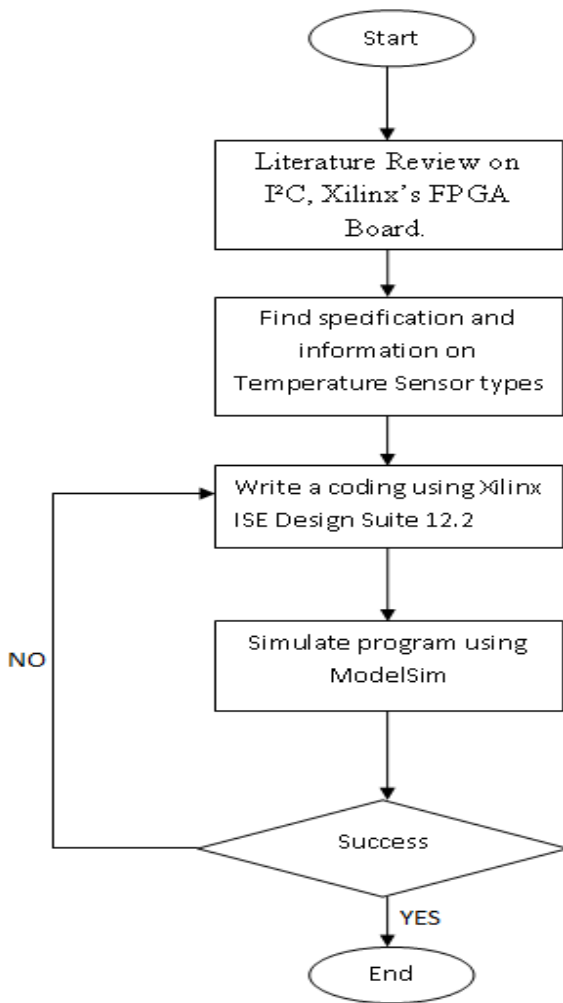 Start
Literature Review on
I²C, Xilinx's FPGA
Board.
Find specification and
information on
Temperature Sensor types
Write a coding using Xilinx
ISE Design Suite 12.2
Simulate program using
ModelSim
NO
Success
YES
End